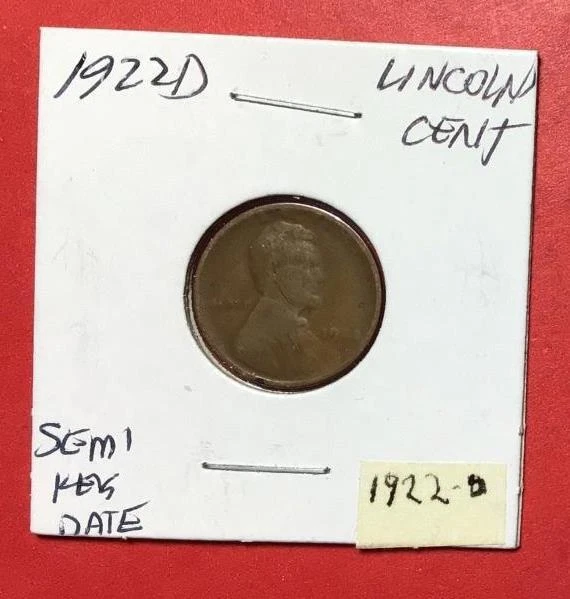 1922D
LINCOLN
CENT
SEMI
KEY
DATE
1922-D